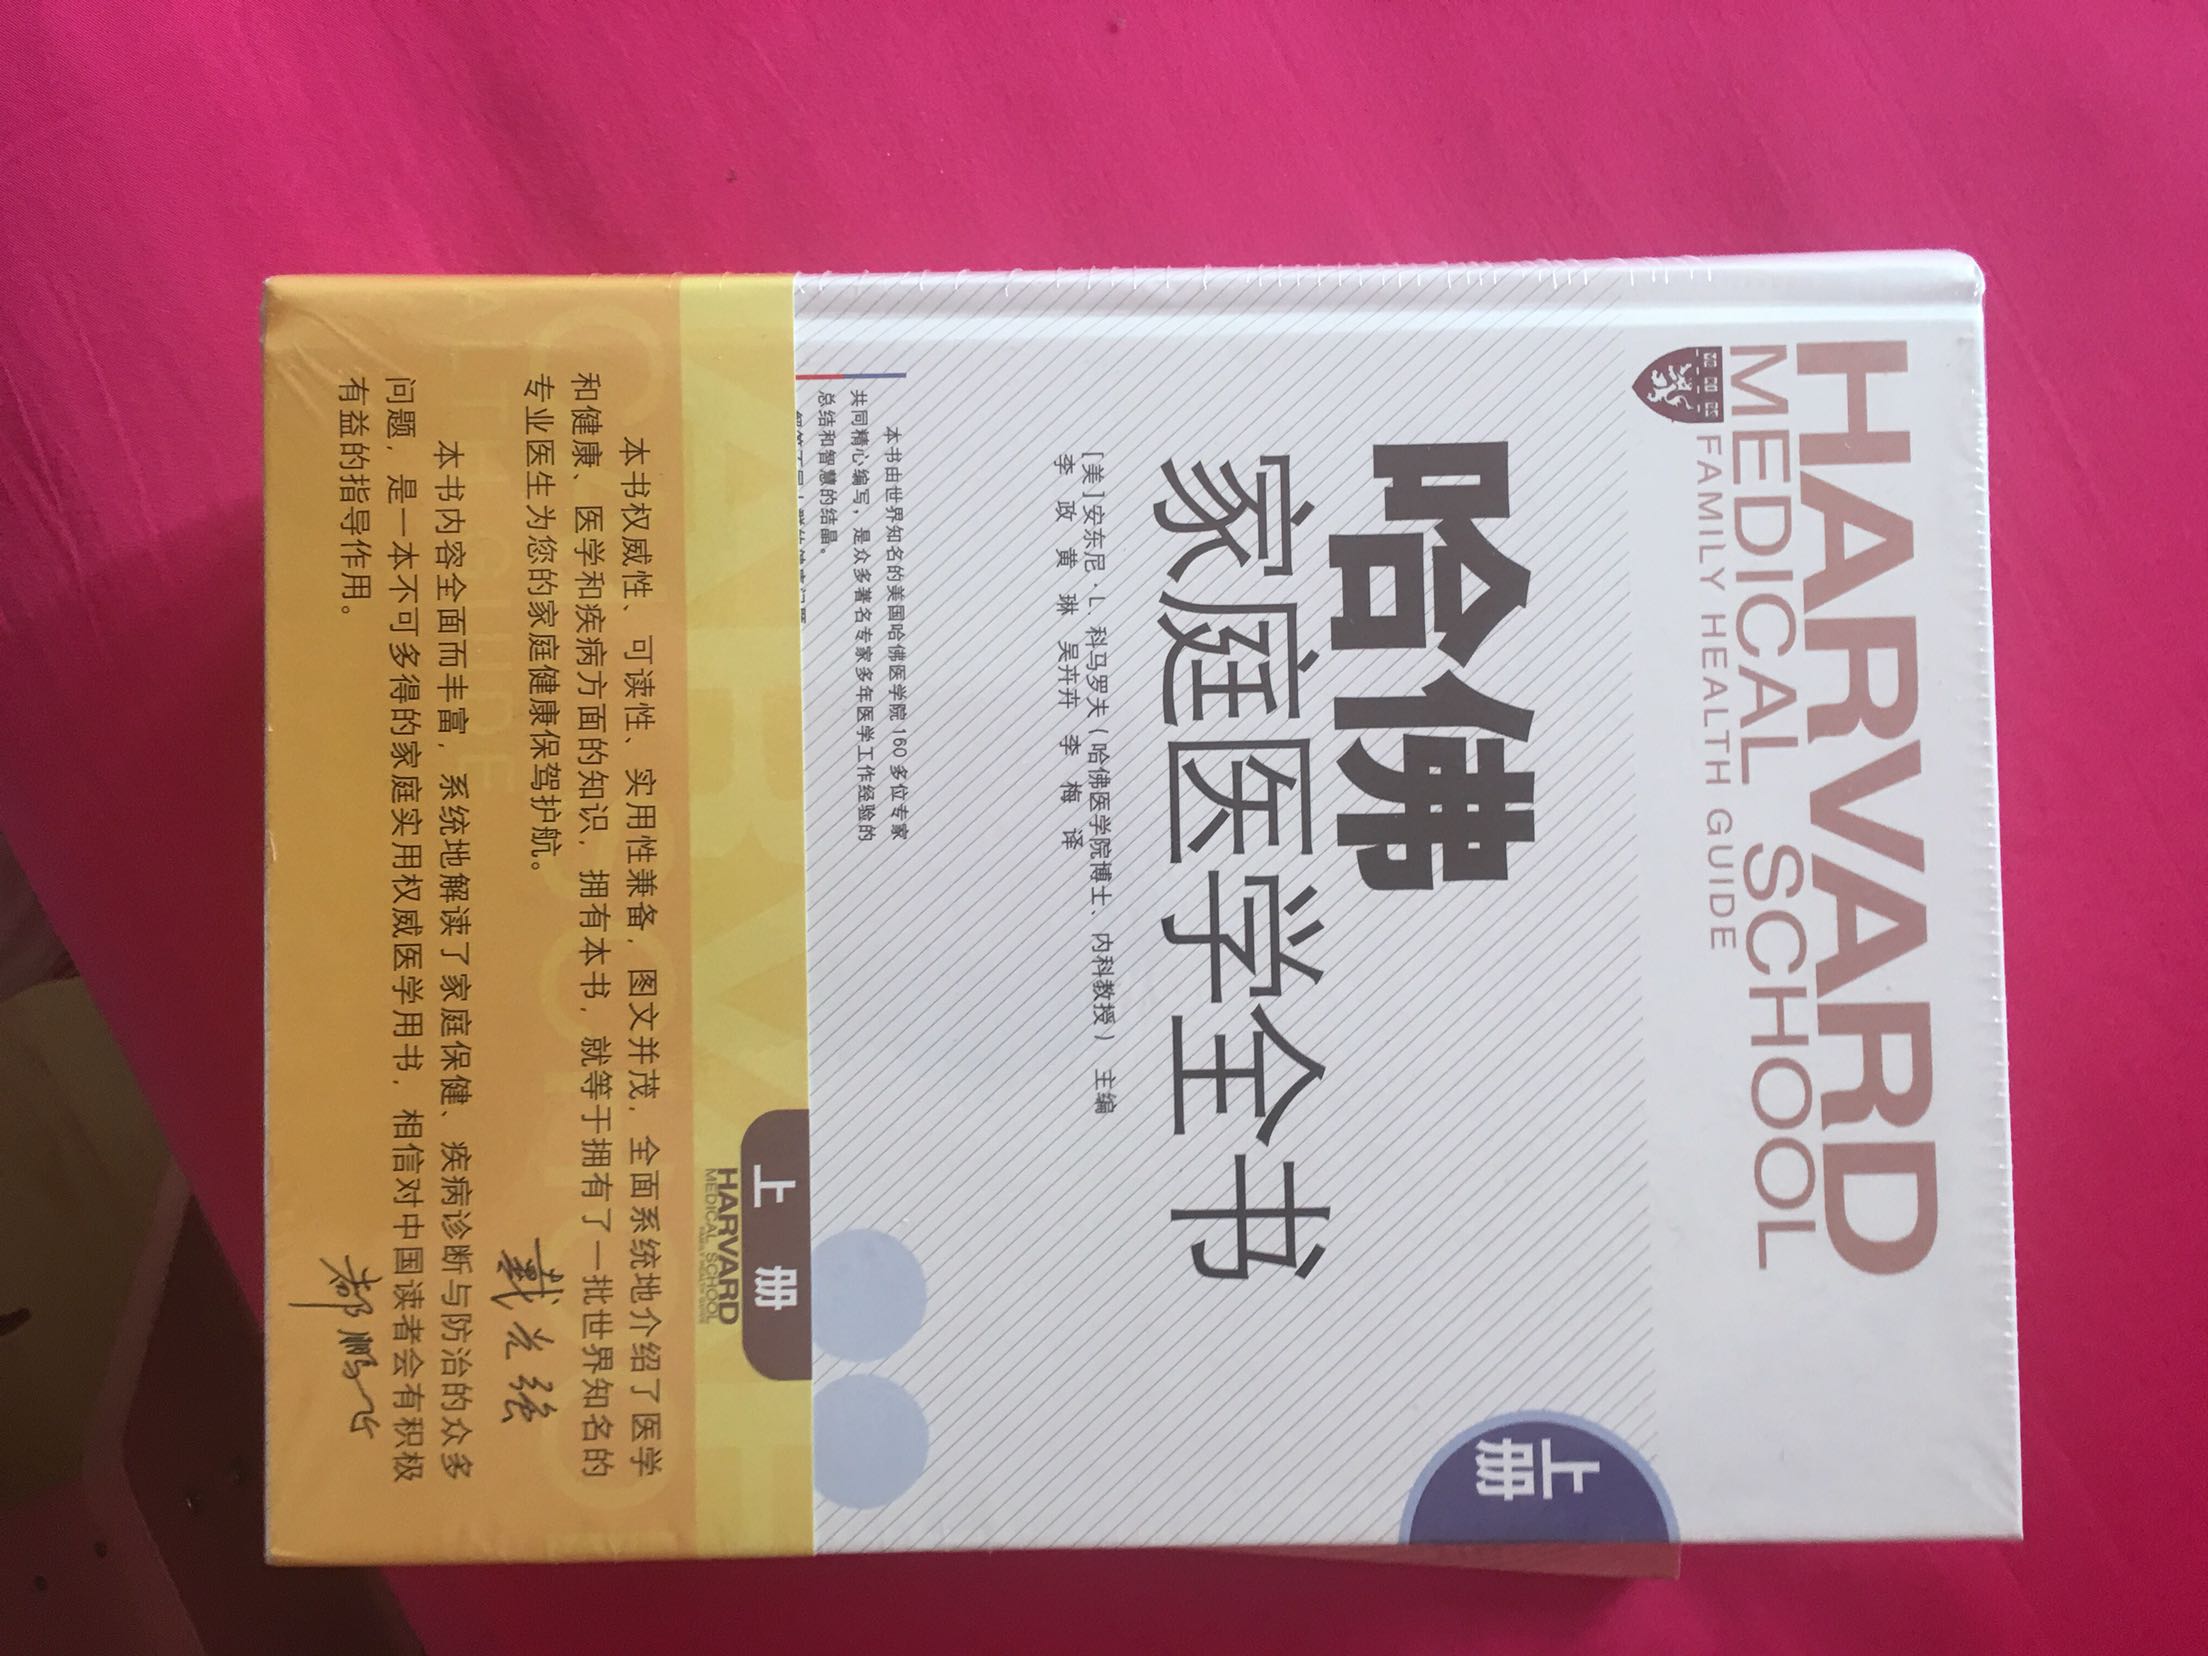 HARVARD
MEDICAL SCHOOL
FAMILY HEALTH GUIDE
上册
哈佛
家庭医学全书
[美]安东尼·L.科马罗夫（哈佛医学院博士、内科教授） 主编
李 政 黄 琳 吴卉卉 李 梅 译
本书由世界知名的美国哈佛医学院160多位专家
共同精心编写，是众多著名专家多年医学工作经验的
总结和智慧的结晶。
上 册
HARVARD
MEDICAL SCHOOL
本书权威性、可读性、实用性兼备，图文并茂，全面系统地介绍了医学
和健康、医学和疾病方面的知识，拥有本书，就等于拥有了一批世界知名的
专业医生为您的家庭健康保驾护航。
本书内容全面而丰富，系统地解读了家庭保健、疾病诊断与防治的众多
问题，是一本不可多得的家庭实用权威医学用书，相信对中国读者会有积极
有益的指导作用。